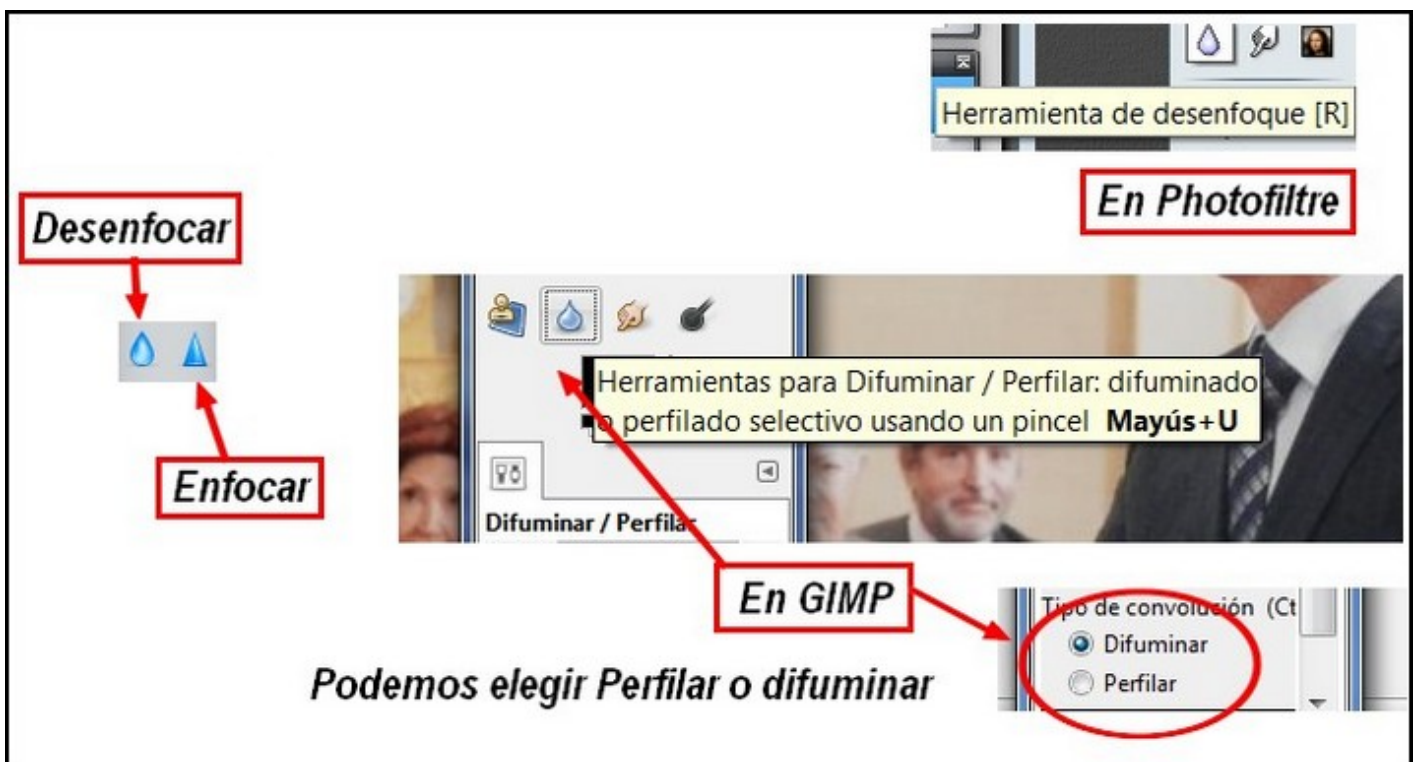 Herramienta de desenfoque [R]
En Photofiltre
Desenfocar
Enfocar
Herramientas para Difuminar / Perfilar: difuminado
o perfilado selectivo usando un pincel Mayús+U
Difuminar / Perfilar
En GIMP
Tipo de convolución (Ct
Difuminar
Perfilar
Podemos elegir Perfilar o difuminar